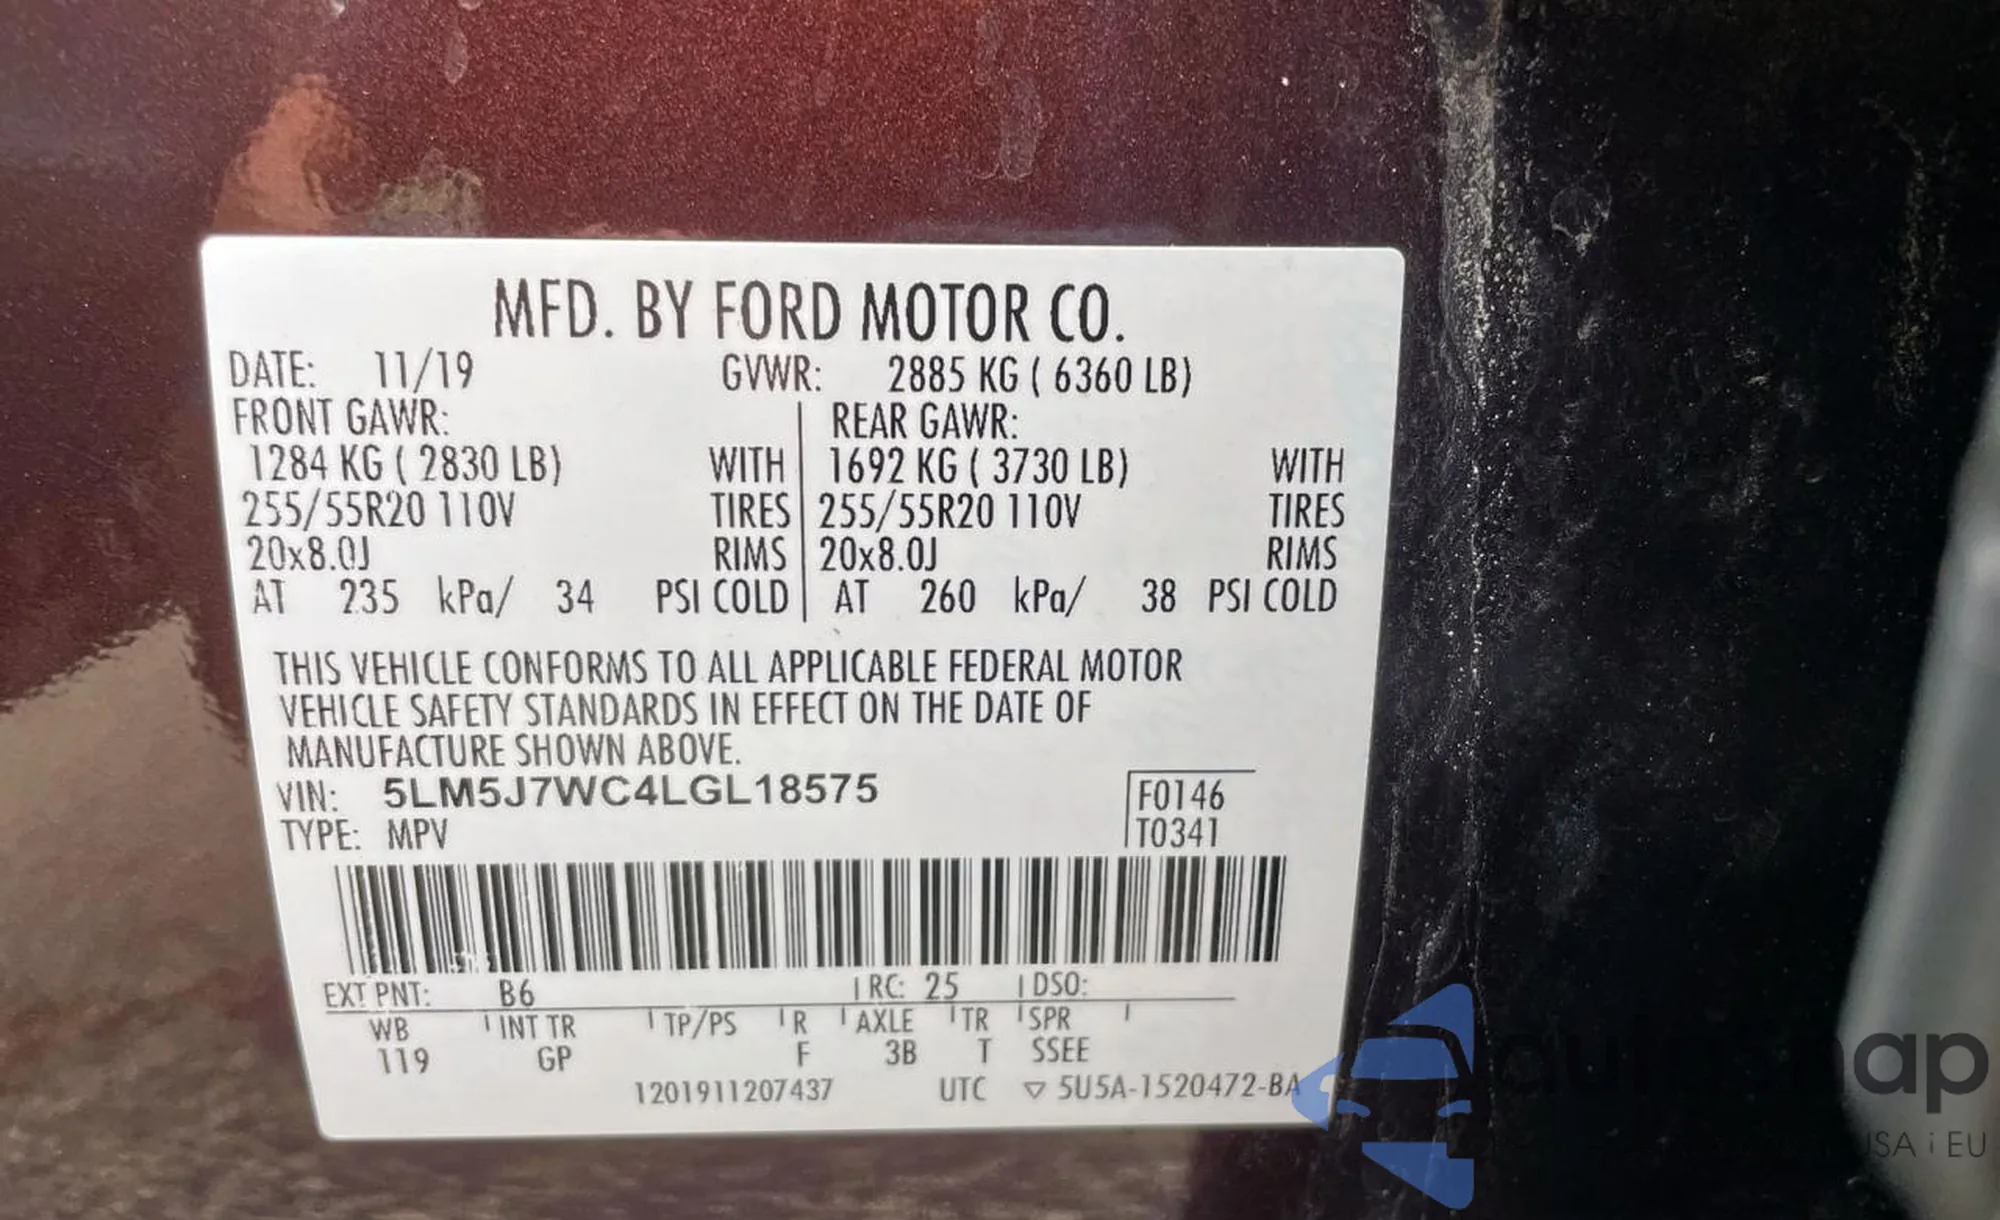 MFD. BY FORD MOTOR CO.
DATE: 11/19 GVWR: 2885 KG ( 6360 LB)
FRONT GAWR: REAR GAWR:
1284 KG ( 2830 LB) WITH 1692 KG ( 3730 LB) WITH
255/55R20 110V TIRES 255/55R20 110V TIRES
20x8.0J RIMS 20x8.0J RIMS
AT 235 kPa/ 34 PSI COLD AT 260 kPa/ 38 PSI COLD
THIS VEHICLE CONFORMS TO ALL APPLICABLE FEDERAL MOTOR
VEHICLE SAFETY STANDARDS IN EFFECT ON THE DATE OF
MANUFACTURE SHOWN ABOVE.
VIN: 5LM5J7WC4LGL18575 F0146
TYPE: MPV T0341
EXT PNT: B6 RC: 25 DSO:
WB INT TR TP/PS R AXLE TR SPR
119 GP F 3B T SSEE
1201911207437 UTC ▽ 5U5A-1520472-BA
USA i EU